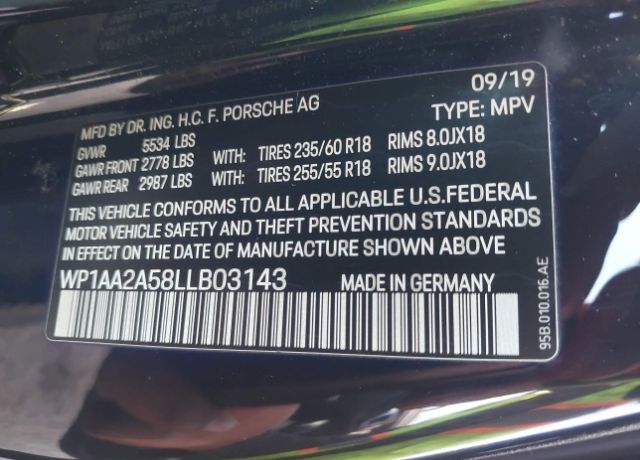 09/19
MFD BY DR. ING. H.C. F. PORSCHE AG TYPE: MPV
GVWR 5534 LBS
GAWR FRONT 2778 LBS WITH: TIRES 235/60 R18 RIMS 8.0JX18
GAWR REAR 2987 LBS WITH: TIRES 255/55 R18 RIMS 9.0JX18
THIS VEHICLE CONFORMS TO ALL APPLICABLE U.S.FEDERAL
MOTOR VEHICLE SAFETY AND THEFT PREVENTION STANDARDS
IN EFFECT ON THE DATE OF MANUFACTURE SHOWN ABOVE
WP1AA2A58LLB03143 MADE IN GERMANY
95B.010.016.AE